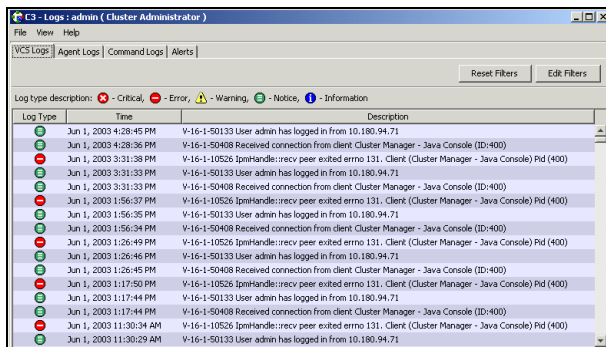 C3 - Logs : admin ( Cluster Administrator )
File View Help
VCS Logs Agent Logs Command Logs Alerts
Reset Filters Edit Filters
Log type description: - Critical, - Error, - Warning, - Notice, - Information
Log Type Time Description
Jun 1, 2003 4:28:45 PM V-16-1-50133 User admin has logged in from 10.180.94.71
Jun 1, 2003 4:28:36 PM V-16-1-50408 Received connection from client Cluster Manager - Java Console (ID:400)
Jun 1, 2003 3:31:38 PM V-16-1-10526 IpmHandle::recv peer exited errno 131. Client (Cluster Manager - Java Console) Pid (400)
Jun 1, 2003 3:31:33 PM V-16-1-50133 User admin has logged in from 10.180.94.71
Jun 1, 2003 3:31:33 PM V-16-1-50408 Received connection from client Cluster Manager - Java Console (ID:400)
Jun 1, 2003 1:56:37 PM V-16-1-10526 IpmHandle::recv peer exited errno 131. Client (Cluster Manager - Java Console) Pid (400)
Jun 1, 2003 1:56:35 PM V-16-1-50133 User admin has logged in from 10.180.94.71
Jun 1, 2003 1:56:34 PM V-16-1-50408 Received connection from client Cluster Manager - Java Console (ID:400)
Jun 1, 2003 1:26:49 PM V-16-1-10526 IpmHandle::recv peer exited errno 131. Client (Cluster Manager - Java Console) Pid (400)
Jun 1, 2003 1:26:46 PM V-16-1-50133 User admin has logged in from 10.180.94.71
Jun 1, 2003 1:26:45 PM V-16-1-50408 Received connection from client Cluster Manager - Java Console (ID:400)
Jun 1, 2003 1:17:50 PM V-16-1-10526 IpmHandle::recv peer exited errno 131. Client (Cluster Manager - Java Console) Pid (400)
Jun 1, 2003 1:17:44 PM V-16-1-50133 User admin has logged in from 10.180.94.71
Jun 1, 2003 1:17:44 PM V-16-1-50408 Received connection from client Cluster Manager - Java Console (ID:400)
Jun 1, 2003 11:30:34 AM V-16-1-10526 IpmHandle::recv peer exited errno 131. Client (Cluster Manager - Java Console) Pid (400)
Jun 1, 2003 11:30:29 AM V-16-1-50133 User admin has logged in from 10.180.94.71